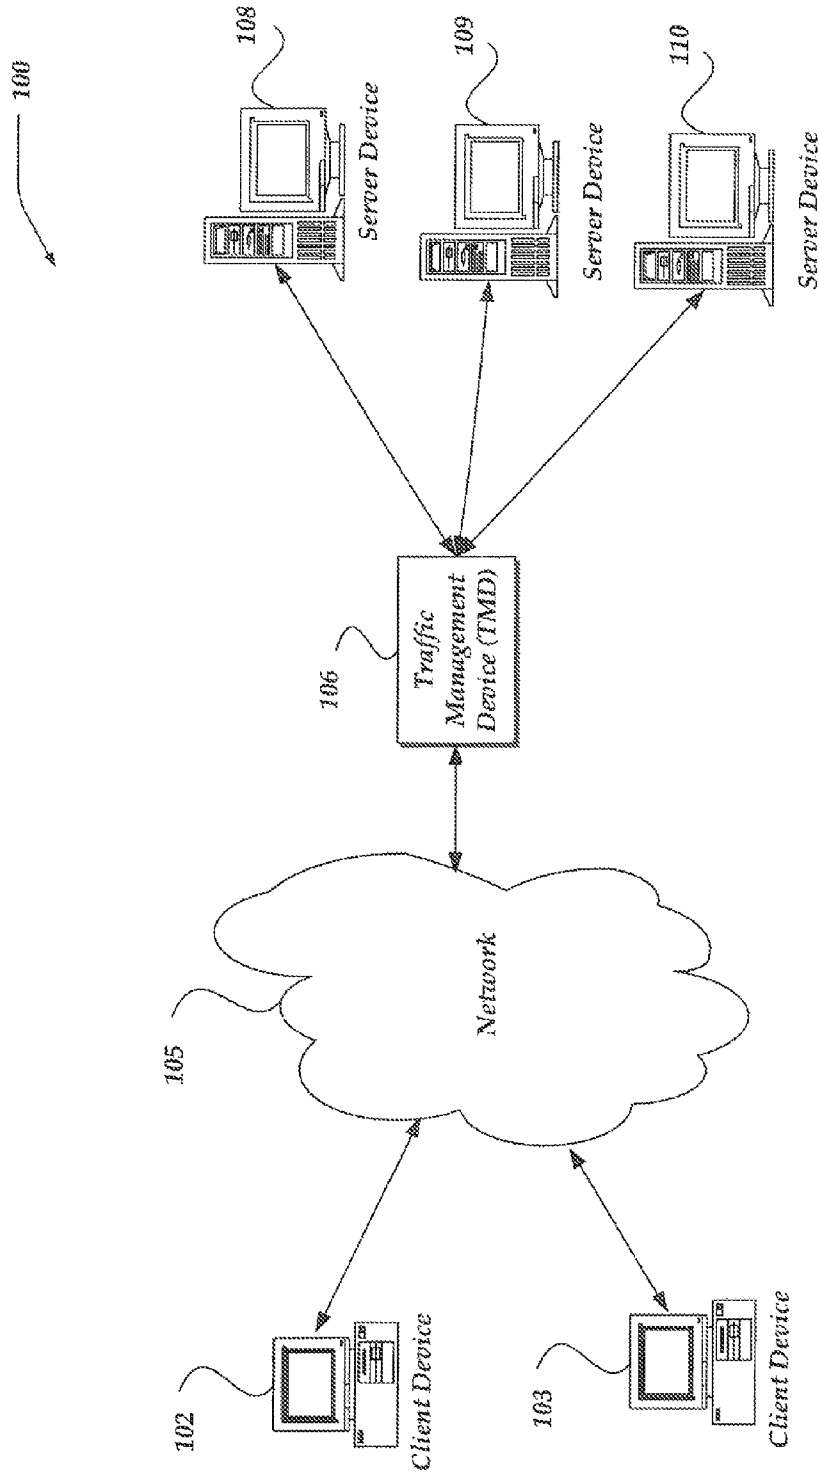 100
102
Client Device
103
Client Device
105
Network
106
Traffic
Management
Device (TMD)
108
Server Device
109
Server Device
110
Server Device